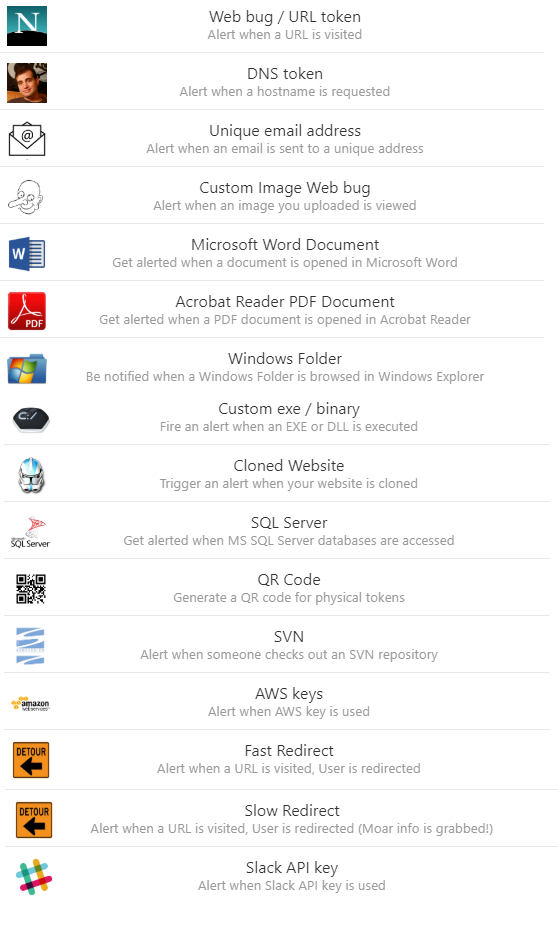 N
Web bug / URL token
Alert when a URL is visited
DNS token
Alert when a hostname is requested
@
Unique email address
Alert when an email is sent to a unique address
Custom Image Web bug
Alert when an image you uploaded is viewed
W
Microsoft Word Document
Get alerted when a document is opened in Microsoft Word
PDF
Acrobat Reader PDF Document
Get alerted when a PDF document is opened in Acrobat Reader
Windows Folder
Be notified when a Windows Folder is browsed in Windows Explorer
C:/
Custom exe / binary
Fire an alert when an EXE or DLL is executed
Cloned Website
Trigger an alert when your website is cloned
SQL Server
SQL Server
Get alerted when MS SQL Server databases are accessed
QR Code
Generate a QR code for physical tokens
SVN
Alert when someone checks out an SVN repository
amazon
web services
AWS keys
Alert when AWS key is used
DETOUR
Fast Redirect
Alert when a URL is visited, User is redirected
DETOUR
Slow Redirect
Alert when a URL is visited, User is redirected (Moar info is grabbed!)
Slack API key
Alert when Slack API key is used